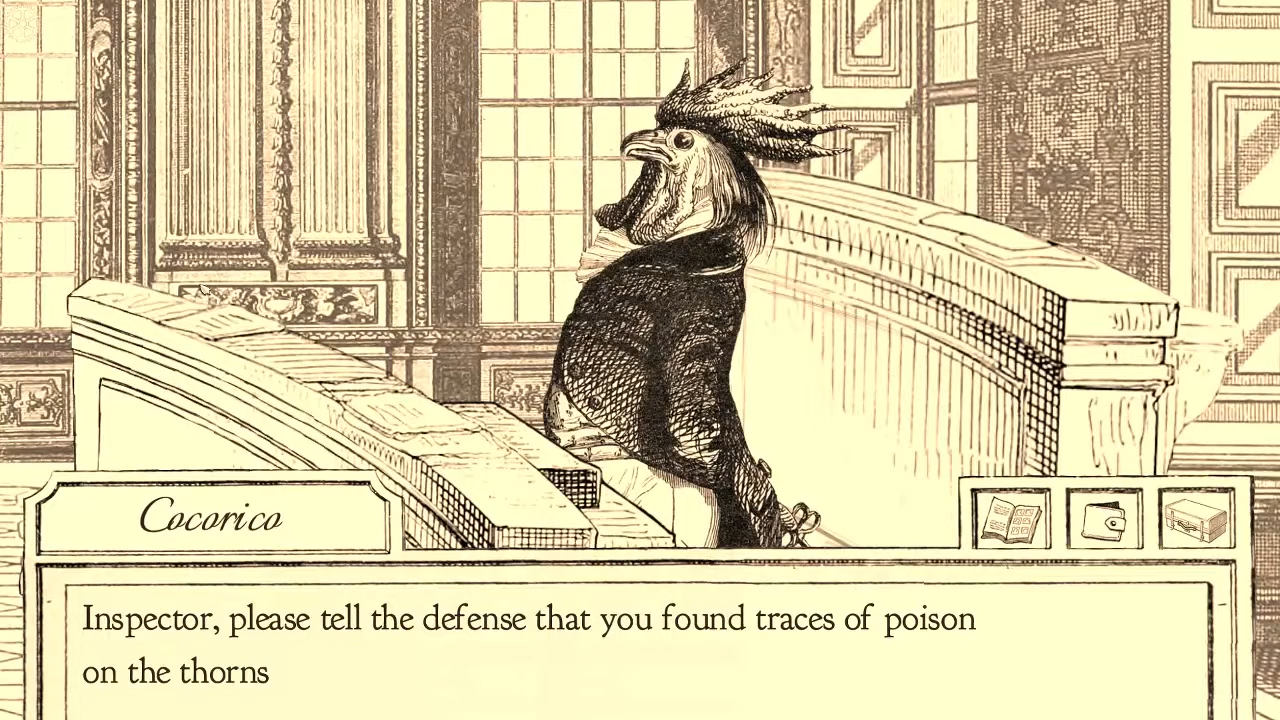 Cocorico
Inspector, please tell the defense that you found traces of poison
on the thorns